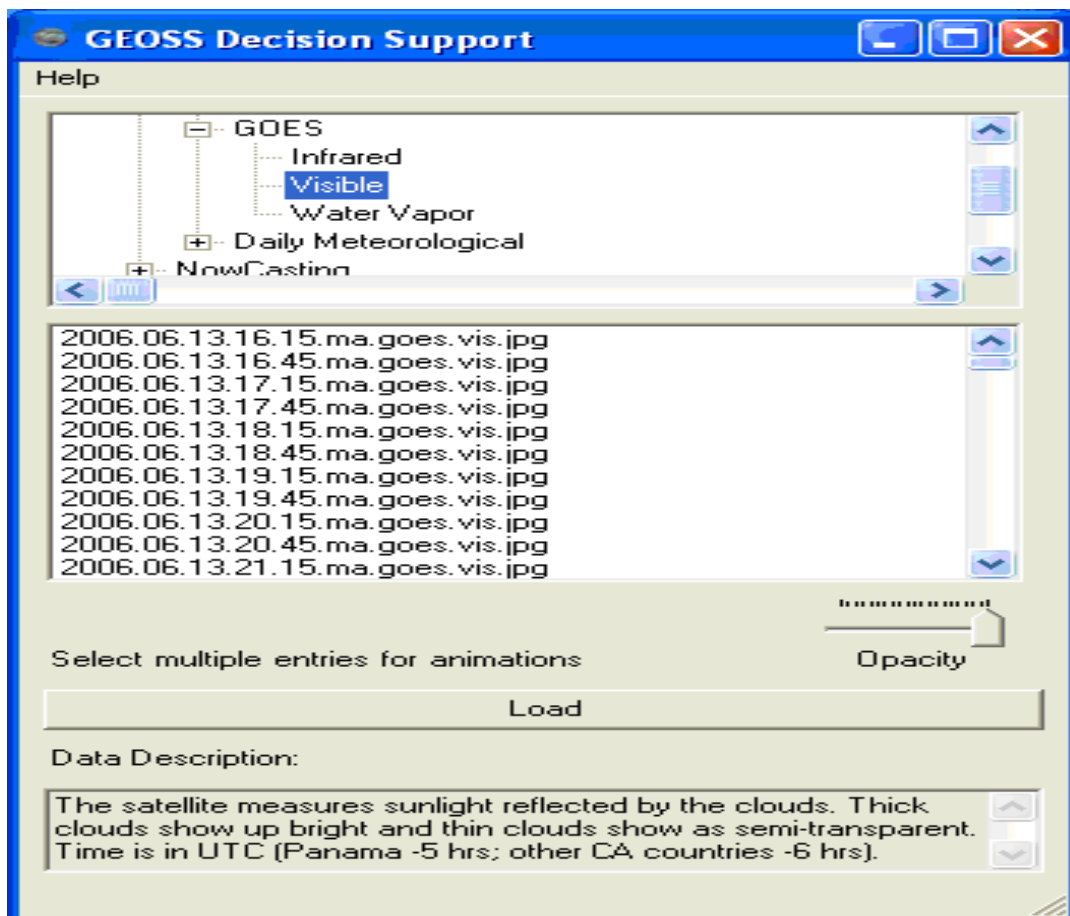 GEOSS Decision Support
Help
GOES
Infrared
Visible
Water Vapor
Daily Meteorological
NowCasting
2006.06.13.16.15.ma.goes.vis.jpg
2006.06.13.16.45.ma.goes.vis.jpg
2006.06.13.17.15.ma.goes.vis.jpg
2006.06.13.17.45.ma.goes.vis.jpg
2006.06.13.18.15.ma.goes.vis.jpg
2006.06.13.18.45.ma.goes.vis.jpg
2006.06.13.19.15.ma.goes.vis.jpg
2006.06.13.19.45.ma.goes.vis.jpg
2006.06.13.20.15.ma.goes.vis.jpg
2006.06.13.20.45.ma.goes.vis.jpg
2006.06.13.21.15.ma.goes.vis.jpg
Select multiple entries for animations
Opacity
Load
Data Description:
The satellite measures sunlight reflected by the clouds. Thick
clouds show up bright and thin clouds show as semi-transparent.
Time is in UTC (Panama -5 hrs; other CA countries -6 hrs).